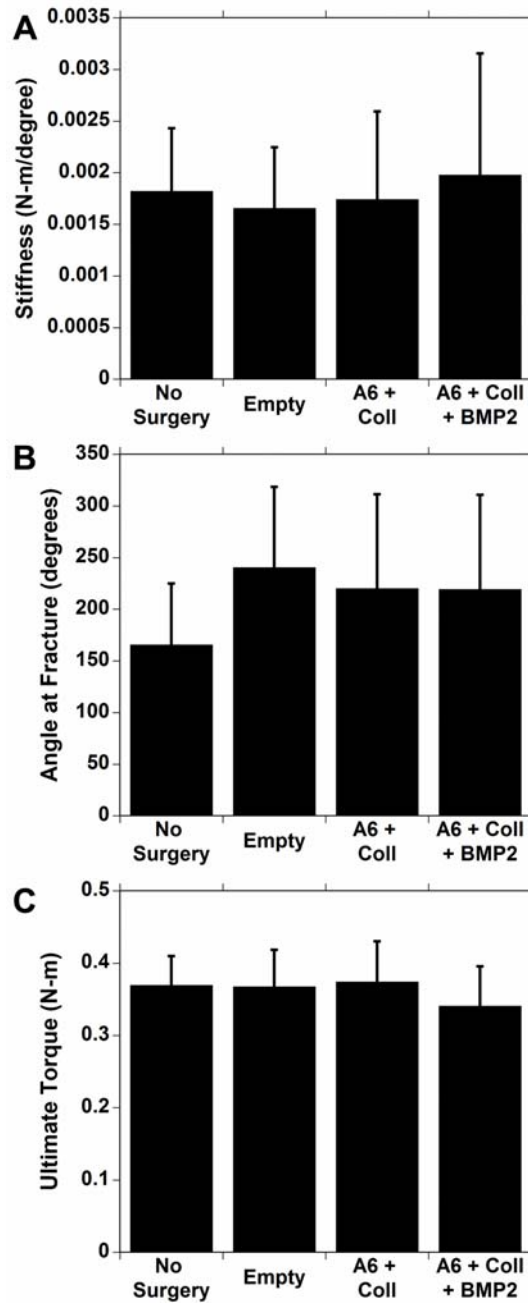 A
Stiffness (N-m/degree)
0.0035
0.003
0.0025
0.002
0.0015
0.001
0.0005
0
No Surgery
Empty
A6 + Coll
A6 + Coll + BMP2
B
Angle at Fracture (degrees)
350
300
250
200
150
100
50
0
No Surgery
Empty
A6 + Coll
A6 + Coll + BMP2
C
Ultimate Torque (N-m)
0.5
0.4
0.3
0.2
0.1
0
No Surgery
Empty
A6 + Coll
A6 + Coll + BMP2